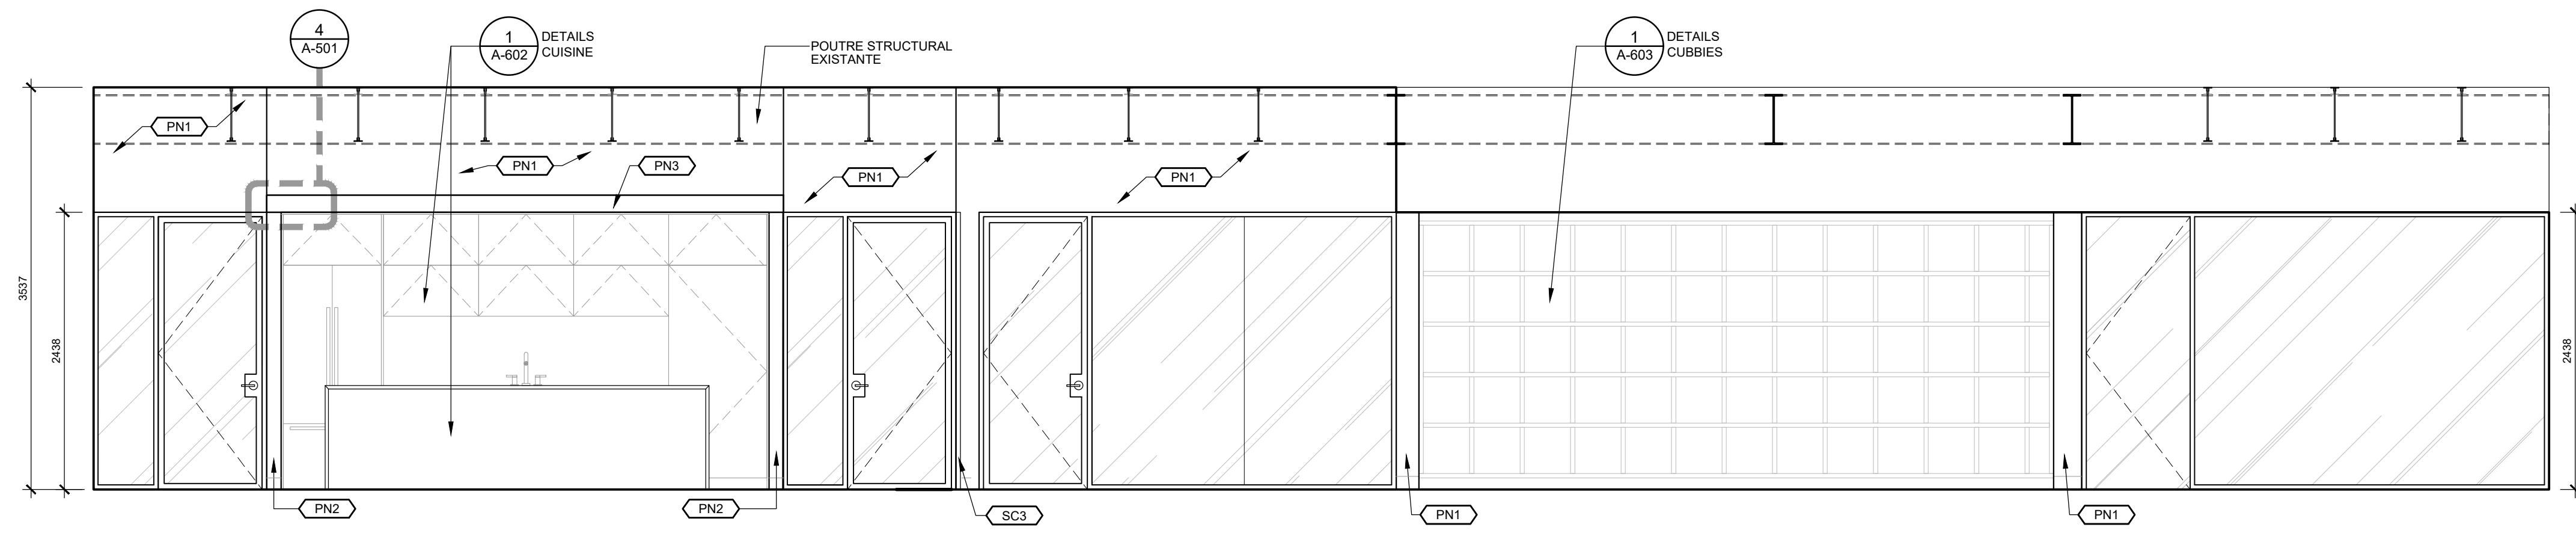 4
A-501
1
A-602
DETAILS
CUISINE
POUTRE STRUCTURAL
EXISTANTE
1
A-603
DETAILS
CUBBIES
PN1
PN1
PN3
PN1
PN1
3537
2438
2438
PN2
PN2
SC3
PN1
PN1